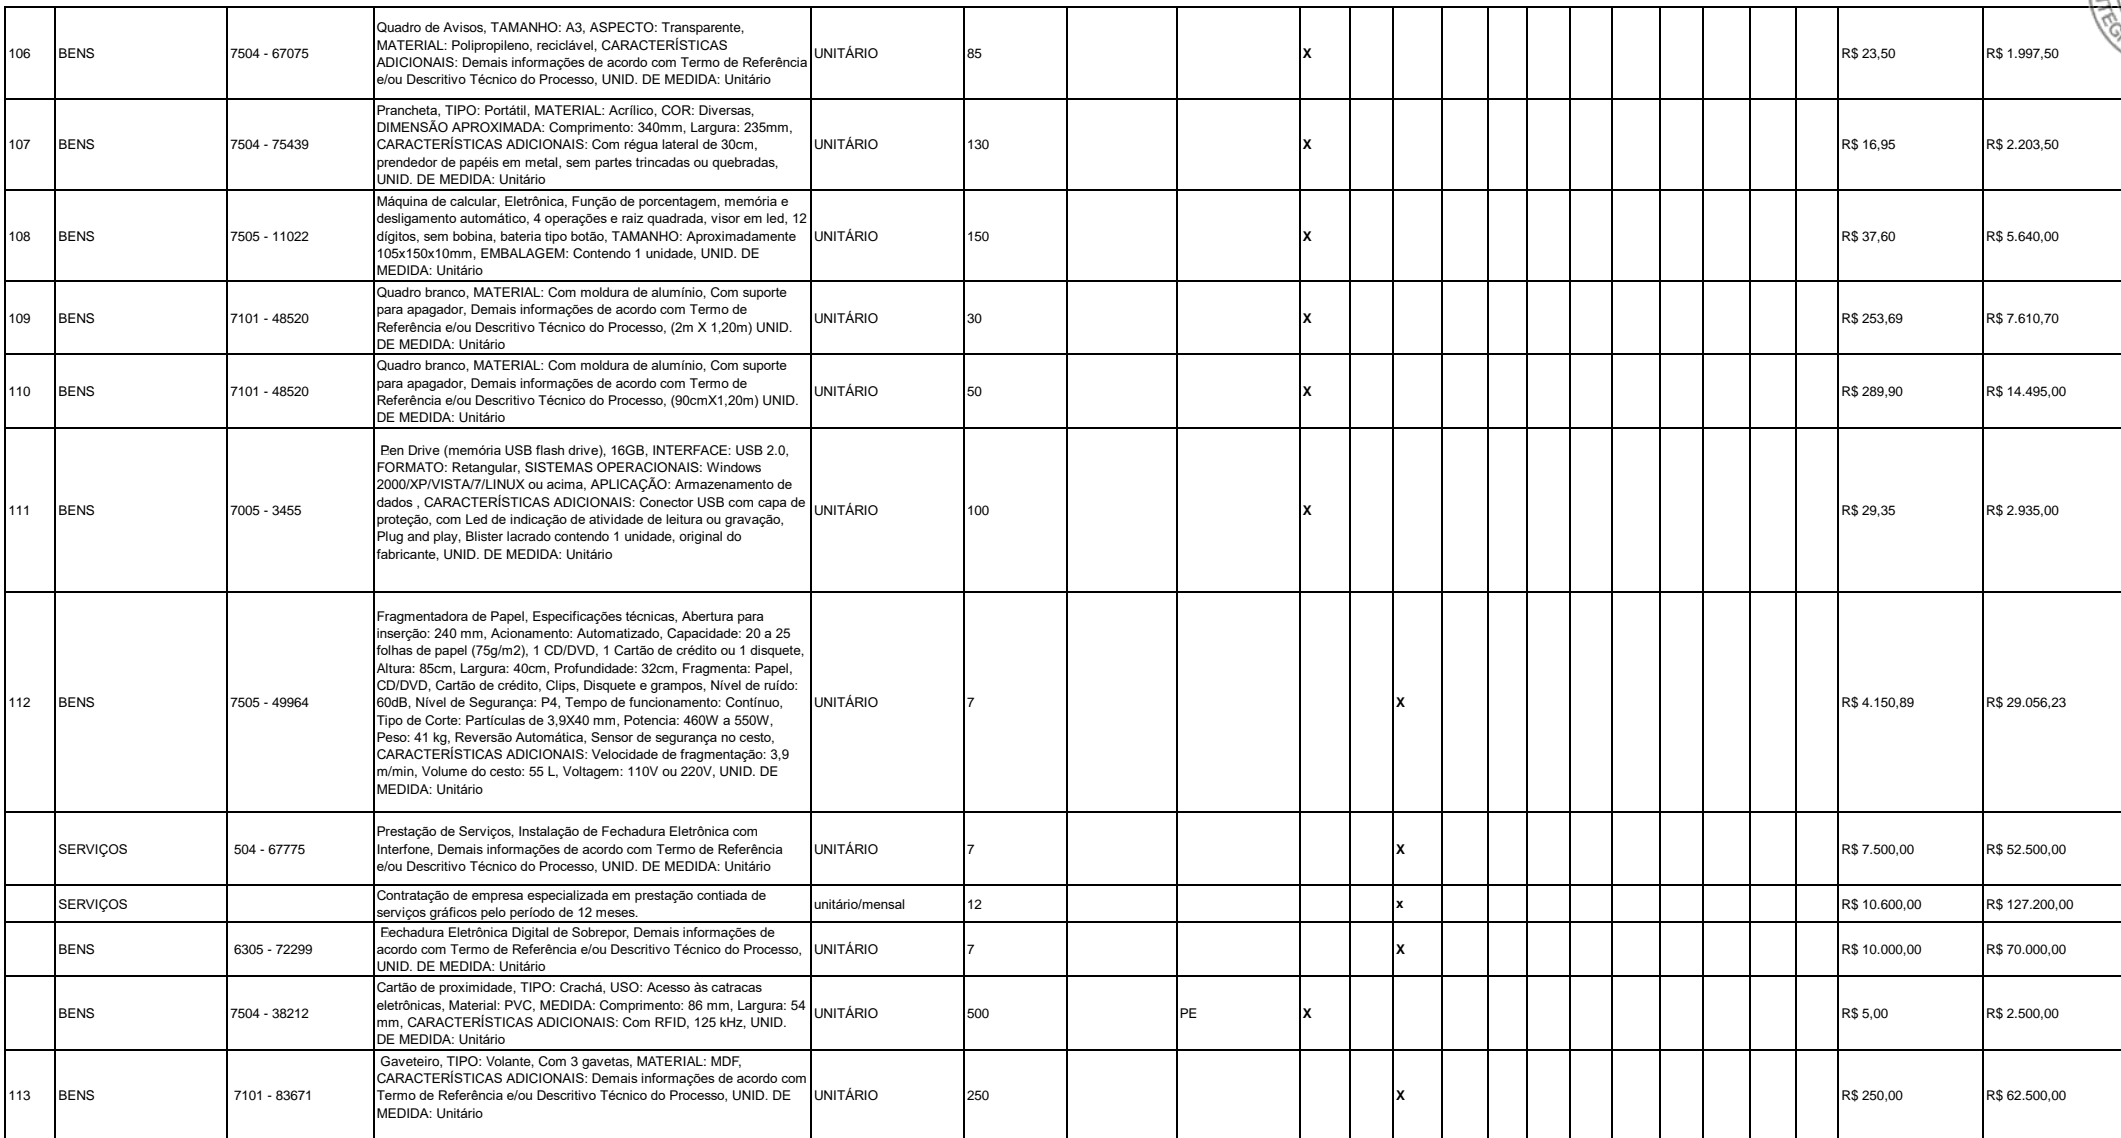 Quadro de Avisos, TAMANHO: A3, ASPECTO: Transparente,
MATERIAL: Polipropileno, reciclável, CARACTERÍSTICAS
106 BENS 7504 - 67075 ADICIONAIS: Demais informações de acordo com Termo de Referência UNITÁRIO 85 X R$ 23,50 R$ 1.997,50
e/ou Descritivo Técnico do Processo, UNID. DE MEDIDA: Unitário
Prancheta, TIPO: Portátil, MATERIAL: Acrílico, COR: Diversas,
DIMENSÃO APROXIMADA: Comprimento: 340mm, Largura: 235mm,
107 BENS 7504 - 75439 CARACTERÍSTICAS ADICIONAIS: Com régua lateral de 30cm, UNITÁRIO 130 X R$ 16,95 R$ 2.203,50
prendedor de papéis em metal, sem partes trincadas ou quebradas,
UNID. DE MEDIDA: Unitário
Máquina de calcular, Eletrônica, Função de porcentagem, memória e
desligamento automático, 4 operações e raiz quadrada, visor em led, 12
108 BENS 7505 - 11022 dígitos, sem bobina, bateria tipo botão, TAMANHO: Aproximadamente UNITÁRIO 150 X R$ 37,60 R$ 5.640,00
105x150x10mm, EMBALAGEM: Contendo 1 unidade, UNID. DE
MEDIDA: Unitário
Quadro branco, MATERIAL: Com moldura de alumínio, Com suporte
para apagador, Demais informações de acordo com Termo de
109 BENS 7101 - 48520 Referência e/ou Descritivo Técnico do Processo, (2m X 1,20m) UNID. UNITÁRIO 30 X R$ 253,69 R$ 7.610,70
DE MEDIDA: Unitário
Quadro branco, MATERIAL: Com moldura de alumínio, Com suporte
para apagador, Demais informações de acordo com Termo de
110 BENS 7101 - 48520 Referência e/ou Descritivo Técnico do Processo, (90cmX1,20m) UNID. UNITÁRIO 50 X R$ 289,90 R$ 14.495,00
DE MEDIDA: Unitário
Pen Drive (memória USB flash drive), 16GB, INTERFACE: USB 2.0,
FORMATO: Retangular, SISTEMAS OPERACIONAIS: Windows
2000/XP/VISTA/7/LINUX ou acima, APLICAÇÃO: Armazenamento de
111 BENS 7005 - 3455 dados , CARACTERÍSTICAS ADICIONAIS: Conector USB com capa de UNITÁRIO 100 X R$ 29,35 R$ 2.935,00
proteção, com Led de indicação de atividade de leitura ou gravação,
Plug and play, Blister lacrado contendo 1 unidade, original do
fabricante, UNID. DE MEDIDA: Unitário
Fragmentadora de Papel, Especificações técnicas, Abertura para
inserção: 240 mm, Acionamento: Automatizado, Capacidade: 20 a 25
folhas de papel (75g/m2), 1 CD/DVD, 1 Cartão de crédito ou 1 disquete,
Altura: 85cm, Largura: 40cm, Profundidade: 32cm, Fragmenta: Papel,
CD/DVD, Cartão de crédito, Clips, Disquete e grampos, Nível de ruído:
112 BENS 7505 - 49964 60dB, Nível de Segurança: P4, Tempo de funcionamento: Contínuo, UNITÁRIO 7 X R$ 4.150,89 R$ 29.056,23
Tipo de Corte: Partículas de 3,9X40 mm, Potencia: 460W a 550W,
Peso: 41 kg, Reversão Automática, Sensor de segurança no cesto,
CARACTERÍSTICAS ADICIONAIS: Velocidade de fragmentação: 3,9
m/min, Volume do cesto: 55 L, Voltagem: 110V ou 220V, UNID. DE
MEDIDA: Unitário
Prestação de Serviços, Instalação de Fechadura Eletrônica com
SERVIÇOS 504 - 67775 Interfone, Demais informações de acordo com Termo de Referência UNITÁRIO 7 X R$ 7.500,00 R$ 52.500,00
e/ou Descritivo Técnico do Processo, UNID. DE MEDIDA: Unitário
SERVIÇOS Contratação de empresa especializada em prestação contiada de unitário/mensal 12 x R$ 10.600,00 R$ 127.200,00
serviços gráficos pelo período de 12 meses.
Fechadura Eletrônica Digital de Sobrepor, Demais informações de
BENS 6305 - 72299 acordo com Termo de Referência e/ou Descritivo Técnico do Processo, UNITÁRIO 7 X R$ 10.000,00 R$ 70.000,00
UNID. DE MEDIDA: Unitário
Cartão de proximidade, TIPO: Crachá, USO: Acesso às catracas
eletrônicas, Material: PVC, MEDIDA: Comprimento: 86 mm, Largura: 54
BENS 7504 - 38212 mm, CARACTERÍSTICAS ADICIONAIS: Com RFID, 125 kHz, UNID. UNITÁRIO 500 PE X R$ 5,00 R$ 2.500,00
DE MEDIDA: Unitário
Gaveteiro, TIPO: Volante, Com 3 gavetas, MATERIAL: MDF,
CARACTERÍSTICAS ADICIONAIS: Demais informações de acordo com
113 BENS 7101 - 83671 Termo de Referência e/ou Descritivo Técnico do Processo, UNID. DE UNITÁRIO 250 X R$ 250,00 R$ 62.500,00
MEDIDA: Unitário